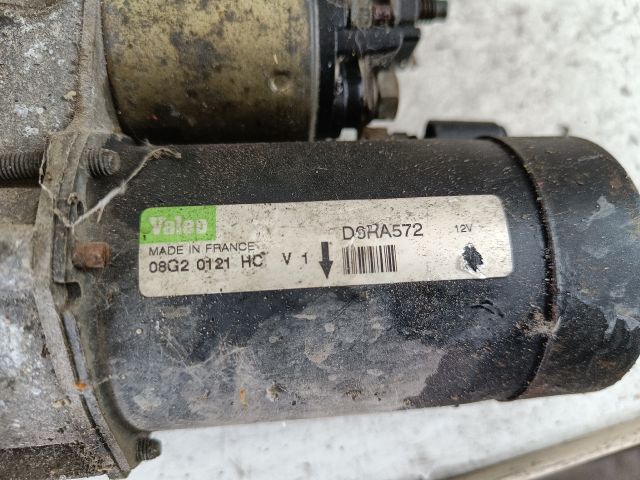 Valeo
MADE IN FRANCE
D6RA572 12V
08G2 0121 HC V 1